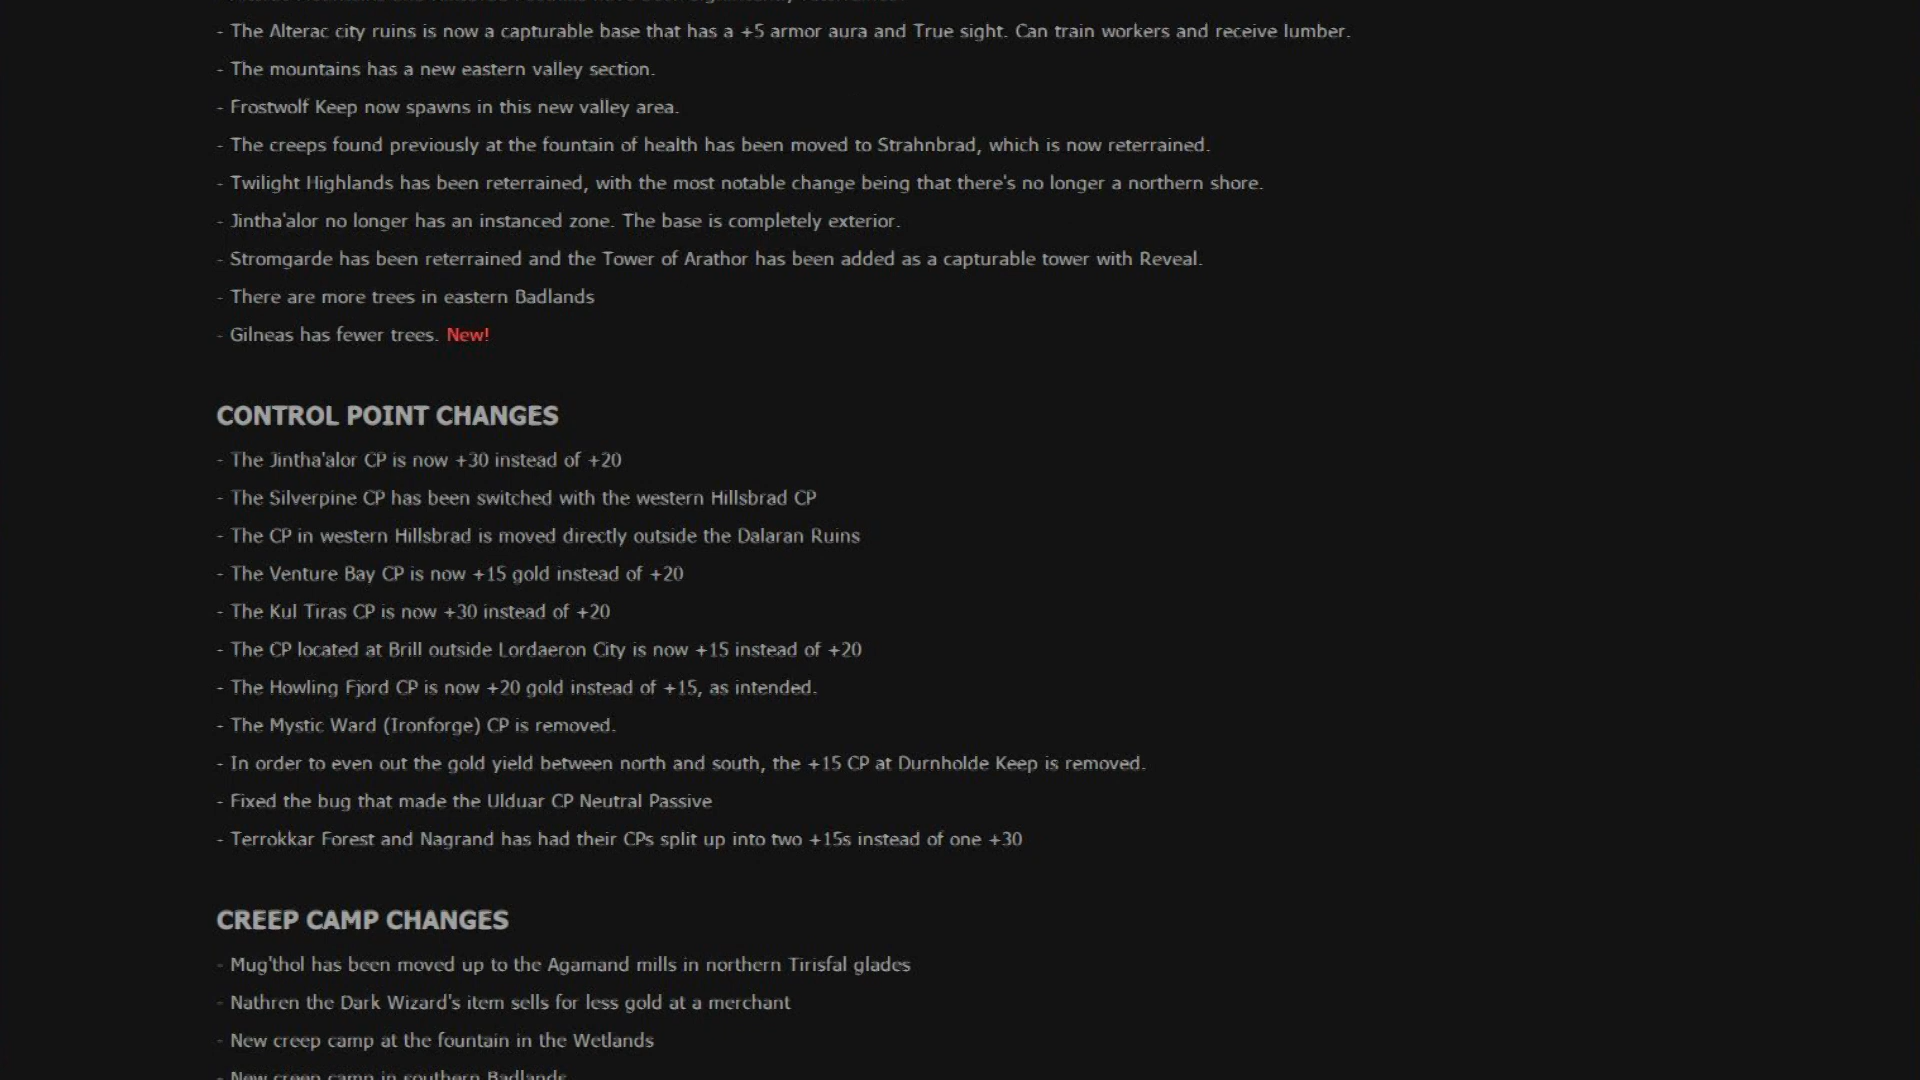 - The Alterac city ruins is now a capturable base that has a +5 armor aura and True sight. Can train workers and receive lumber.
- The mountains has a new eastern valley section.
- Frostwolf Keep now spawns in this new valley area.
- The creeps found previously at the fountain of health has been moved to Strahnbrad, which is now reterrained.
- Twilight Highlands has been reterrained, with the most notable change being that there's no longer a northern shore.
- Jintha'alor no longer has an instanced zone. The base is completely exterior.
- Stromgarde has been reterrained and the Tower of Arathor has been added as a capturable tower with Reveal.
- There are more trees in eastern Badlands
- Gilneas has fewer trees. New!
CONTROL POINT CHANGES
- The Jintha'alor CP is now +30 instead of +20
- The Silverpine CP has been switched with the western Hillsbrad CP
- The CP in western Hillsbrad is moved directly outside the Dalaran Ruins
- The Venture Bay CP is now +15 gold instead of +20
- The Kul Tiras CP is now +30 instead of +20
- The CP located at Brill outside Lordaeron City is now +15 instead of +20
- The Howling Fjord CP is now +20 gold instead of +15, as intended.
- The Mystic Ward (Ironforge) CP is removed.
- In order to even out the gold yield between north and south, the +15 CP at Durnholde Keep is removed.
- Fixed the bug that made the Ulduar CP Neutral Passive
- Terrokkar Forest and Nagrand has had their CPs split up into two +15s instead of one +30
CREEP CAMP CHANGES
- Mug'thol has been moved up to the Agamand mills in northern Tirisfal glades
- Nathren the Dark Wizard's item sells for less gold at a merchant
- New creep camp at the fountain in the Wetlands
- New creep camp in southern Badlands